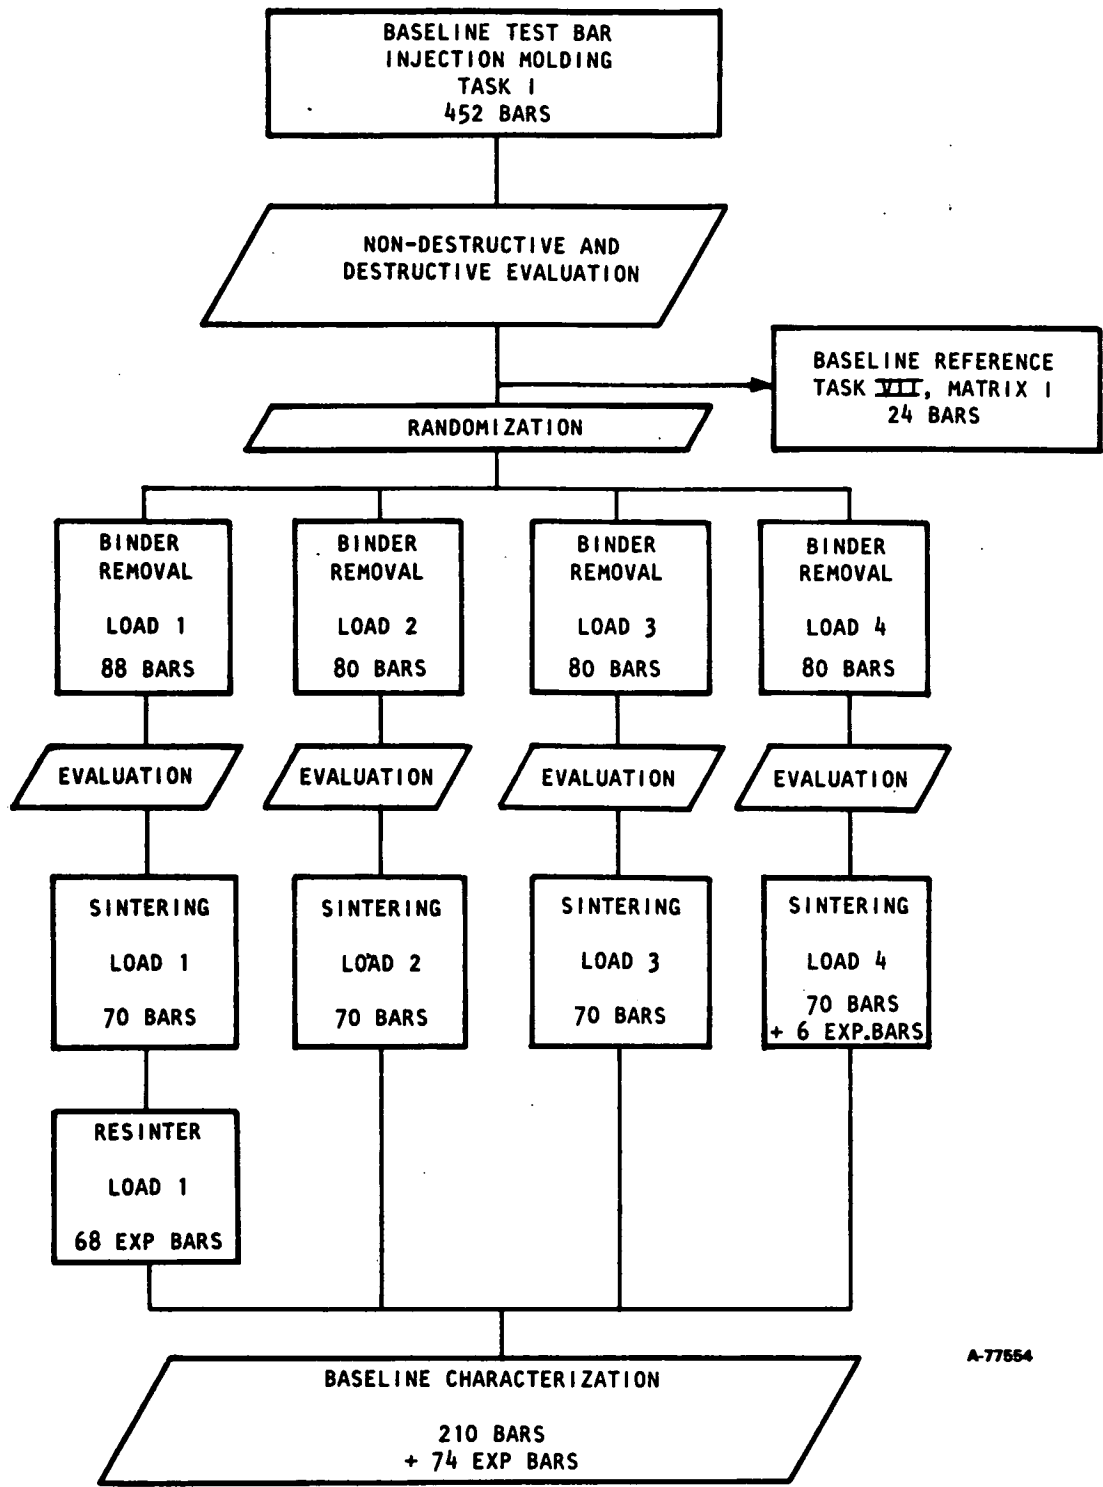 BASELINE TEST BAR
INJECTION MOLDING
TASK I
452 BARS
NON-DESTRUCTIVE AND
DESTRUCTIVE EVALUATION
BASELINE REFERENCE
TASK VII, MATRIX I
24 BARS
RANDOMIZATION
BINDER
REMOVAL
LOAD 1
88 BARS
BINDER
REMOVAL
LOAD 2
80 BARS
BINDER
REMOVAL
LOAD 3
80 BARS
BINDER
REMOVAL
LOAD 4
80 BARS
EVALUATION
EVALUATION
EVALUATION
EVALUATION
SINTERING
LOAD 1
70 BARS
SINTERING
LOAD 2
70 BARS
SINTERING
LOAD 3
70 BARS
SINTERING
LOAD 4
70 BARS
+ 6 EXP.BARS
RESINTER
LOAD 1
68 EXP BARS
BASELINE CHARACTERIZATION
210 BARS
+ 74 EXP BARS
A-77554